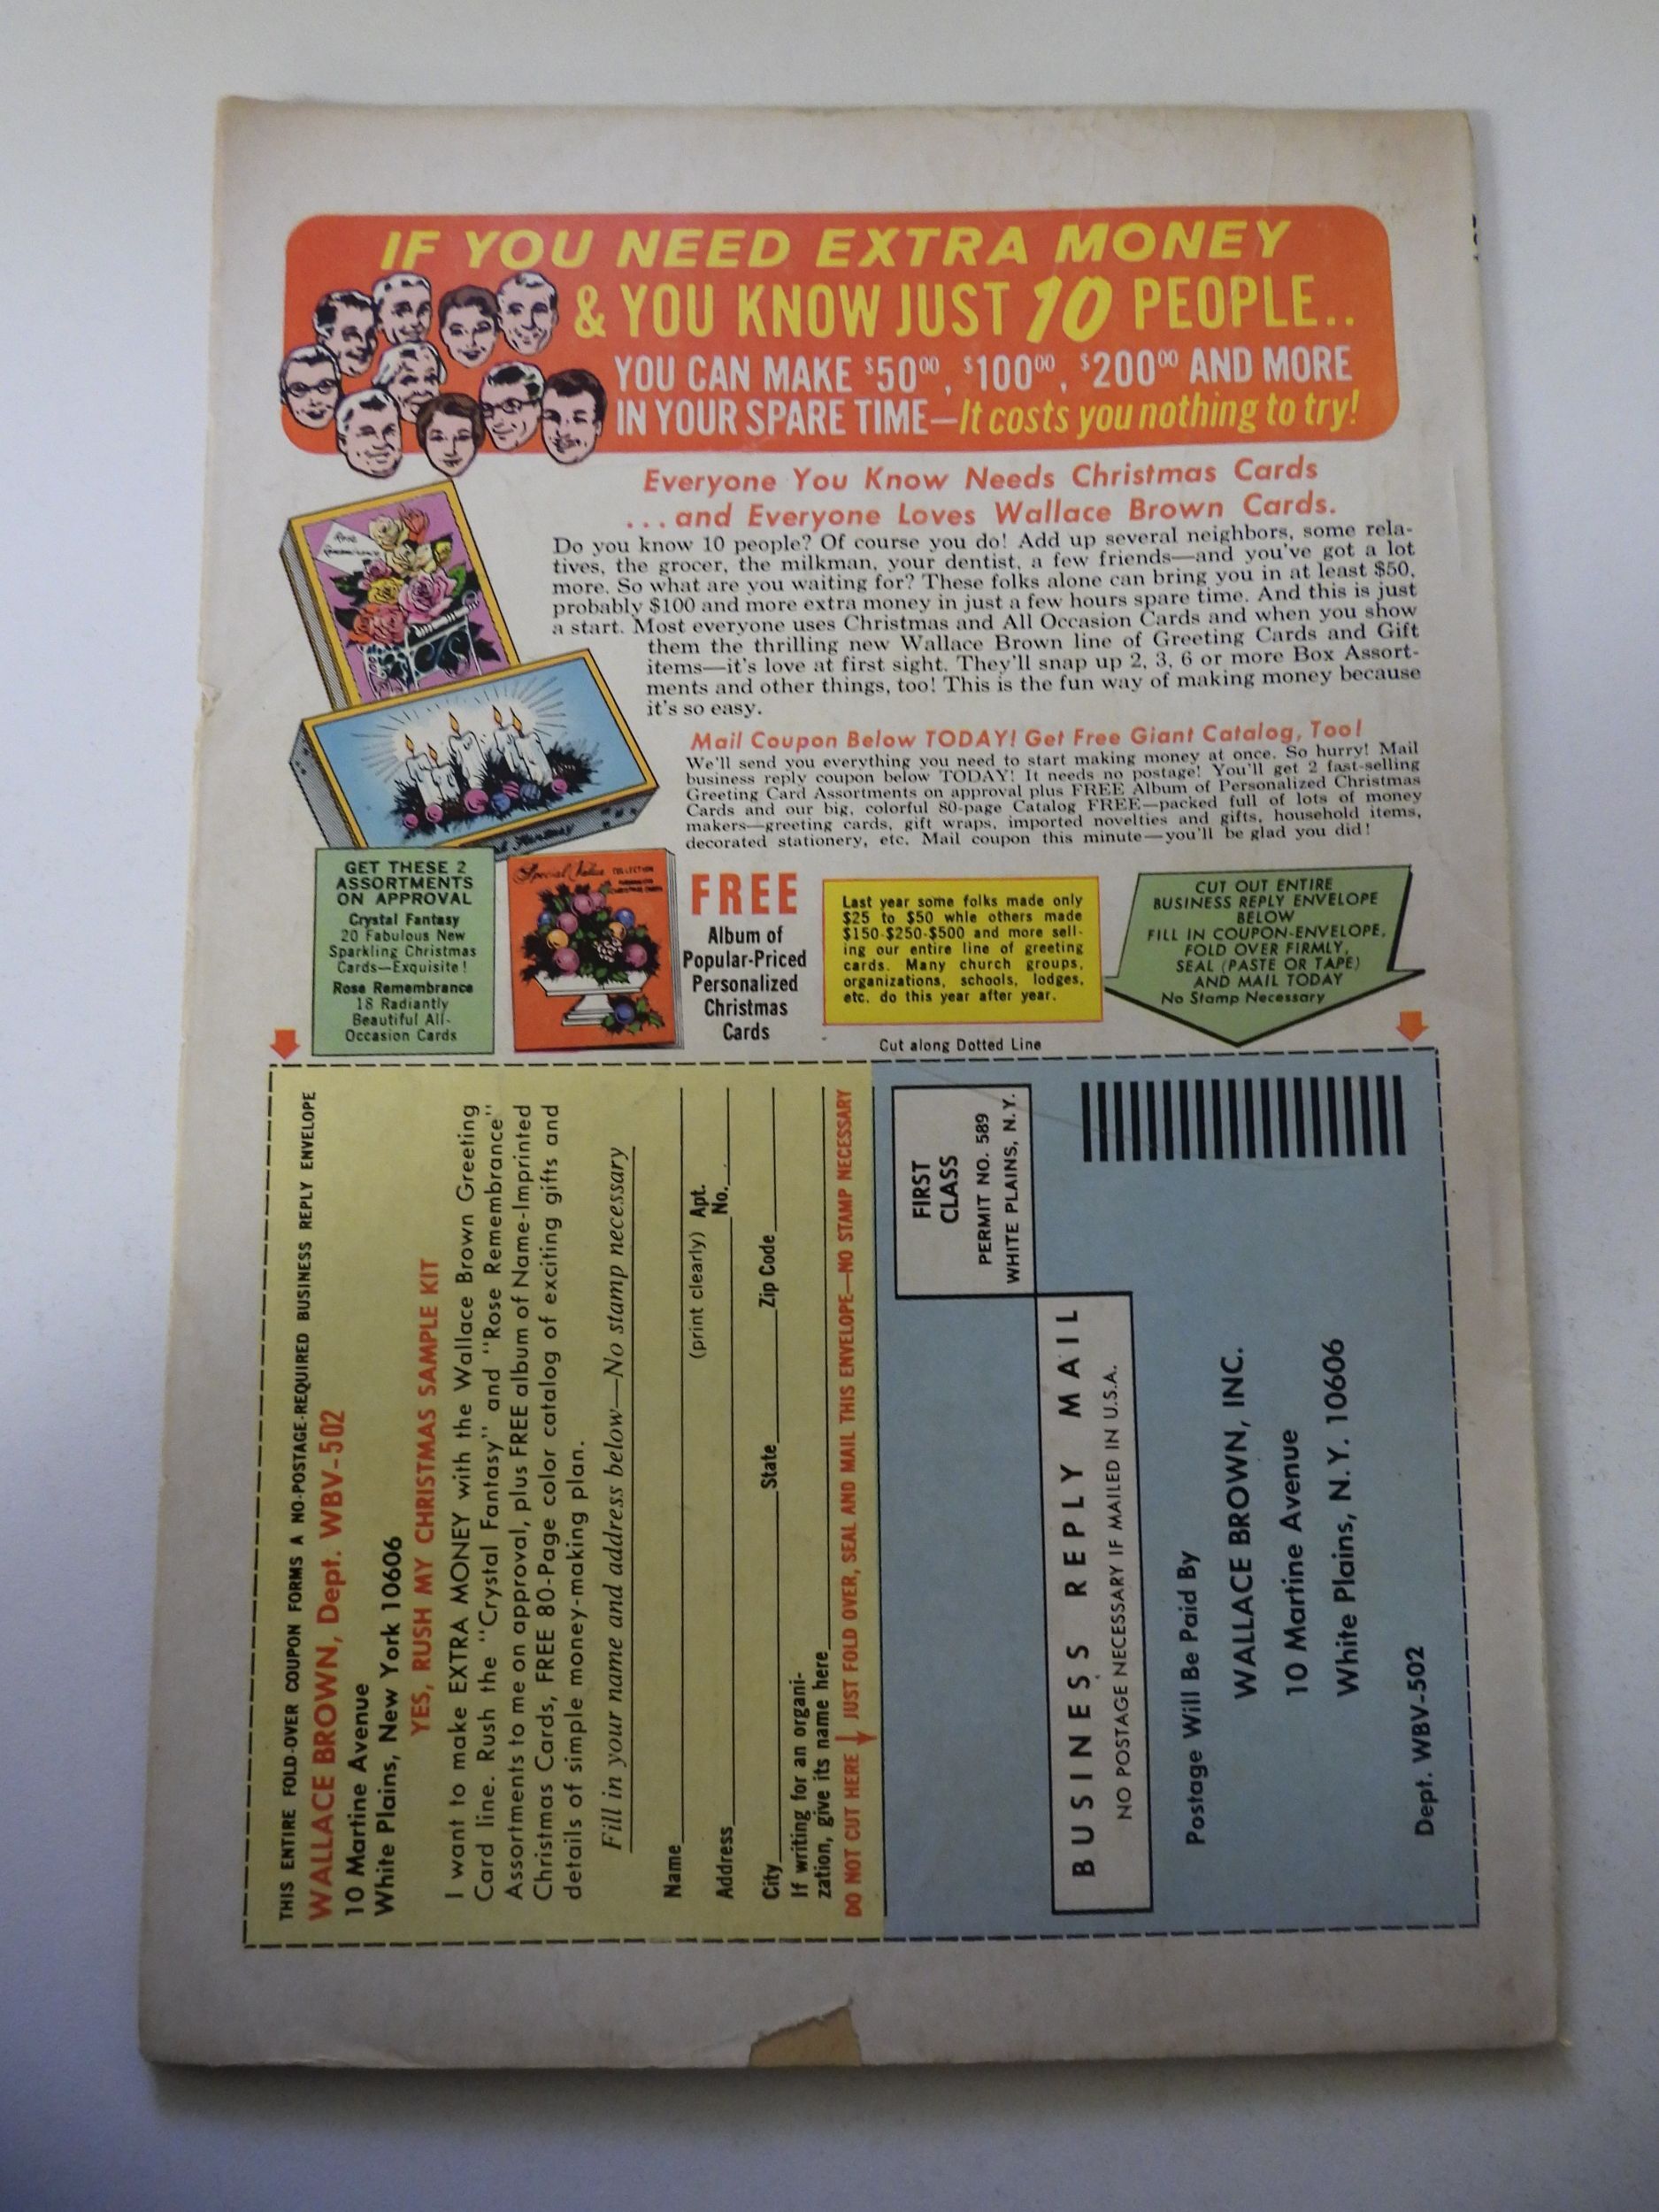 IF YOU NEED EXTRA MONEY
& YOU KNOW JUST 10 PEOPLE..
YOU CAN MAKE $50⁰⁰, $100⁰⁰, $200⁰⁰ AND MORE
IN YOUR SPARE TIME—It costs you nothing to try!
Everyone You Know Needs Christmas Cards
...and Everyone Loves Wallace Brown Cards.
Do you know 10 people? Of course you do! Add up several neighbors, some rela-
tives, the grocer, the milkman, your dentist, a few friends—and you've got a lot
more. So what are you waiting for? These folks alone can bring you in at least $50,
probably $100 and more extra money in just a few hours spare time. And this is just
a start. Most everyone uses Christmas and All Occasion Cards and when you show
them the thrilling new Wallace Brown line of Greeting Cards and Gift
items—it's love at first sight. They'll snap up 2, 3, 6 or more Box Assort-
ments and other things, too! This is the fun way of making money because
it's so easy.
Rose
Remembrance
Fantasy
Mail Coupon Below TODAY! Get Free Giant Catalog, Too!
We'll send you everything you need to start making money at once. So hurry! Mail
business reply coupon below TODAY! It needs no postage! You'll get 2 fast-selling
Greeting Card Assortments on approval plus FREE Album of Personalized Christmas
Cards and our big, colorful 80-page Catalog FREE—packed full of lots of money
makers—greeting cards, gift wraps, imported novelties and gifts, household items,
decorated stationery, etc. Mail coupon this minute—you'll be glad you did!
GET THESE 2
ASSORTMENTS
ON APPROVAL
Crystal Fantasy
20 Fabulous New
Sparkling Christmas
Cards—Exquisite!
Rose Remembrance
18 Radiantly
Beautiful All-
Occasion Cards
Special Value COLLECTION
CHRISTMAS CARDS
FREE
Album of
Popular-Priced
Personalized
Christmas
Cards
Last year some folks made only
$25 to $50 whle others made
$150-$250-$500 and more sell-
ing our entire line of greeting
cards. Many church groups,
organizations, schools, lodges,
etc. do this year after year.
CUT OUT ENTIRE
BUSINESS REPLY ENVELOPE
BELOW
FILL IN COUPON-ENVELOPE,
FOLD OVER FIRMLY,
SEAL (PASTE OR TAPE)
AND MAIL TODAY
No Stamp Necessary
Cut along Dotted Line
THIS ENTIRE FOLD-OVER COUPON FORMS A NO-POSTAGE-REQUIRED BUSINESS REPLY ENVELOPE
WALLACE BROWN, Dept. WBV-502
10 Martine Avenue
White Plains, New York 10606
YES, RUSH MY CHRISTMAS SAMPLE KIT
I want to make EXTRA MONEY with the Wallace Brown Greeting
Card line. Rush the "Crystal Fantasy" and "Rose Remembrance"
Assortments to me on approval, plus FREE album of Name-Imprinted
Christmas Cards, FREE 80-Page color catalog of exciting gifts and
details of simple money-making plan.
Fill in your name and address below—No stamp necessary
Name
(print clearly)
Address Apt. No.
City State Zip Code
If writing for an organi-
zation, give its name here
DO NOT CUT HERE JUST FOLD OVER, SEAL AND MAIL THIS ENVELOPE—NO STAMP NECESSARY
FIRST
CLASS
PERMIT NO. 589
WHITE PLAINS, N.Y.
BUSINESS REPLY MAIL
NO POSTAGE NECESSARY IF MAILED IN U.S.A.
Postage Will Be Paid By
WALLACE BROWN, INC.
10 Martine Avenue
White Plains, N.Y. 10606
Dept. WBV-502